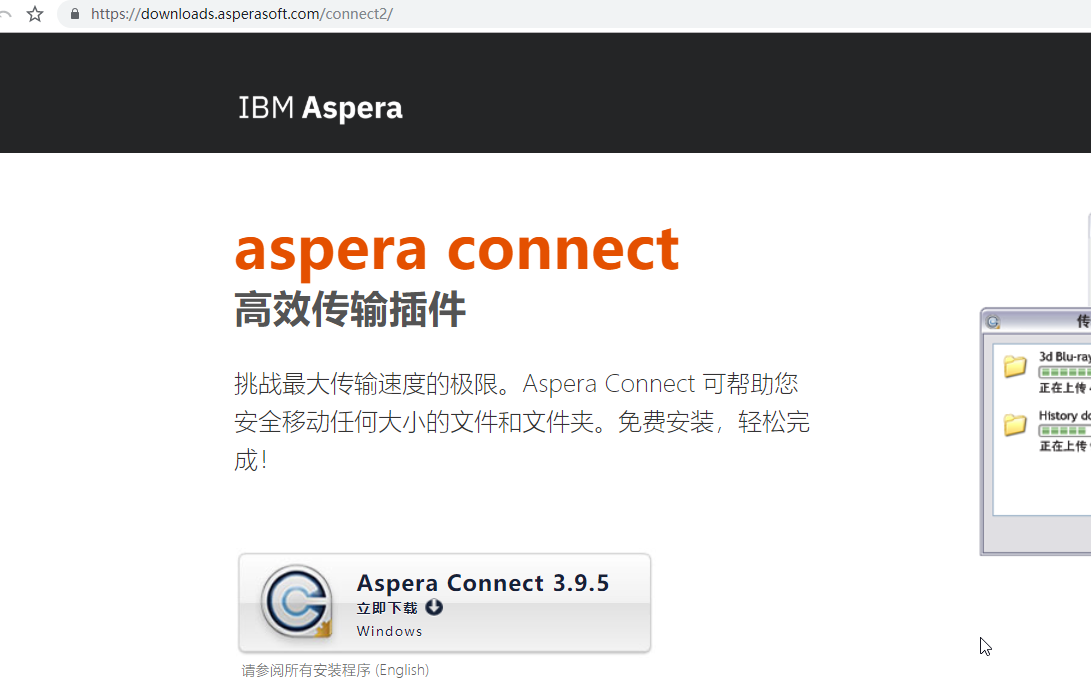 https://downloads.asperasoft.com/connect2/
IBM Aspera
aspera connect
高效传输插件
挑战最大传输速度的极限。Aspera Connect 可帮助您
安全移动任何大小的文件和文件夹。免费安装，轻松完
成！
传
3d Blu-ray
正在上传
History do
正在上传
Aspera Connect 3.9.5
立即下载
Windows
请参阅所有安装程序 (English)